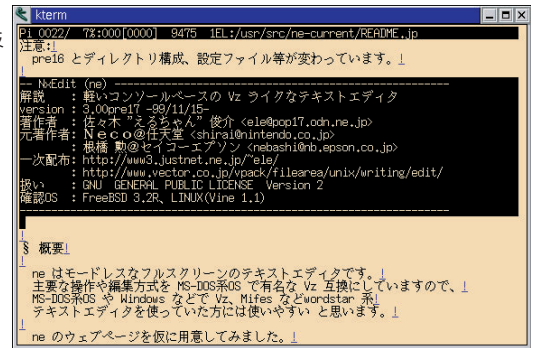 kterm
Pi 0022/ 7%:000[0000] 9475 1EL:/usr/src/ne-current/README.jp
注意:↓
pre16 とディレクトリ構成、設定ファイル等が変わっています。↓
↓
-- NxEdit (ne) --------------------------------------------------
解説 : 軽いコンソールベースの Vz ライクなテキストエディタ
version : 3.00pre17 -99/11/15-
著作者 : 佐々木 "えるちゃん" 俊介 <ele@pop17.odn.ne.jp>
元著作者: Ｎｅｃｏ＠任天堂 <shirai@nintendo.co.jp>
: 根橋 勲＠セイコーエプソン <nebashi@nb.epson.co.jp>
一次配布: http://www3.justnet.ne.jp/~ele/
: http://www.vector.co.jp/vpack/filearea/unix/writing/edit/
扱い : GNU GENERAL PUBLIC LICENSE Version 2
確認OS : FreeBSD 3.2R, LINUX(Vine 1.1)
-----------------------------------------------------------------
↓
§ 概要↓
↓
ne はモードレスなフルスクリーンのテキストエディタです。↓
主要な操作や編集方式を MS-DOS系OS で有名な Vz 互換にしていますので、↓
MS-DOS系OS や Windows などで Vz、Mifes などwordstar 系↓
テキストエディタを使っていた方には使いやすい と思います。↓
↓
ne のウェブページを仮に用意してみました。↓